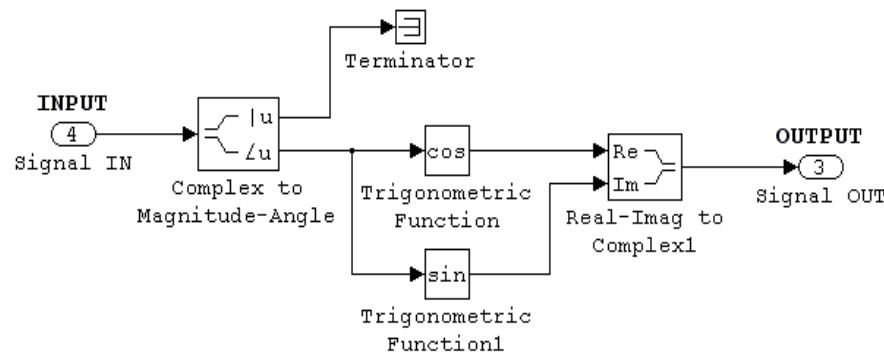 Terminator
INPUT
4
Signal IN
|u
∠u
Complex to
Magnitude-Angle
cos
Trigonometric
Function
sin
Trigonometric
Function1
Re
Im
Real-Imag to
Complex1
OUTPUT
3
Signal OUT